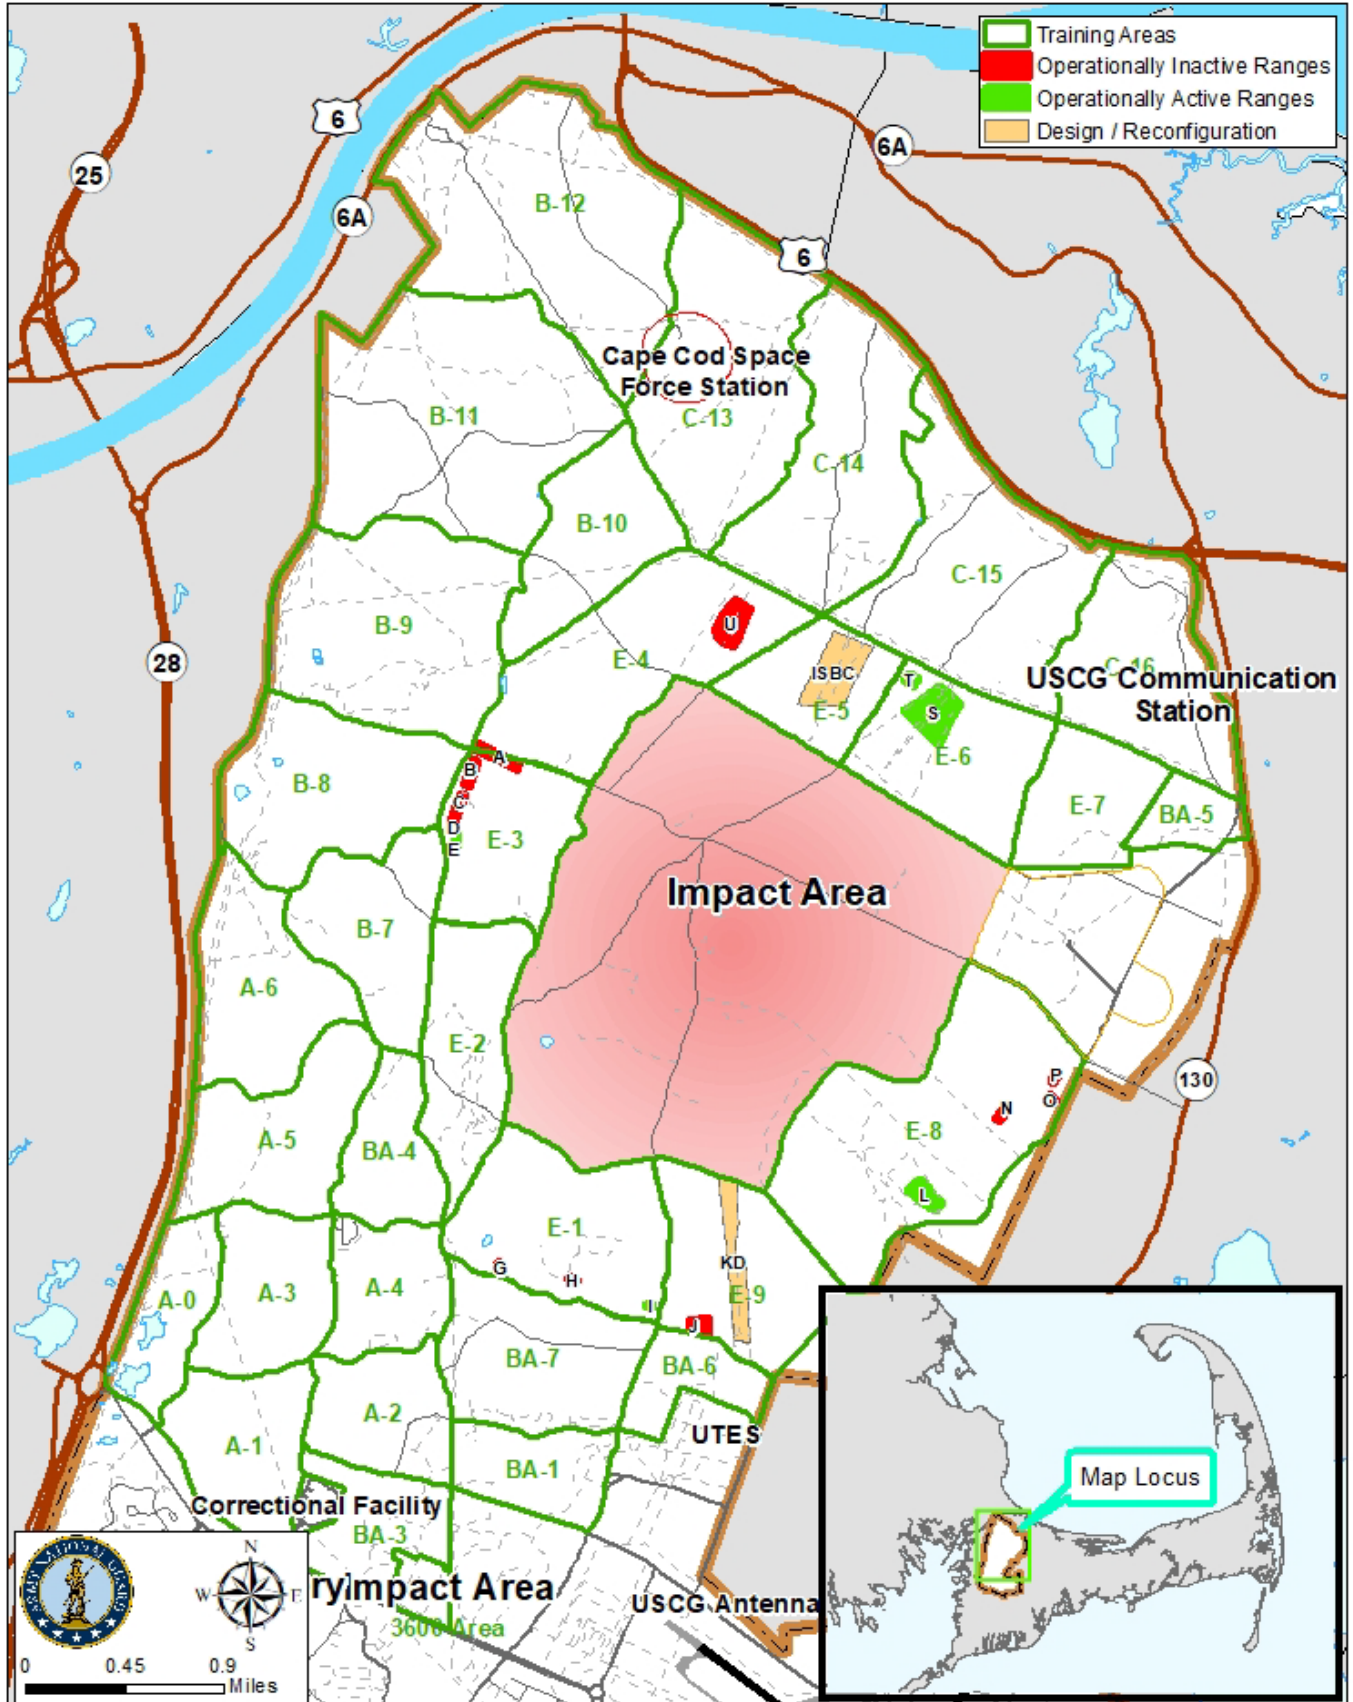 Training Areas
Operationally Inactive Ranges
Operationally Active Ranges
Design / Reconfiguration
6
6A
25
6A
B-12
6
Cape Cod Space
Force Station
B-11
C-13
C-14
B-10
C-15
B-9
U
E-4
28
ISBC
T
C-16
USCG Communication
Station
S
E-5
A
B
E-6
B-8
C
E-7
BA-5
D
E-3
E
Impact Area
B-7
A-6
E-2
P
130
O
N
A-5
E-8
BA-4
L
E-1
KD
G
H
A-0
A-3
A-4
E-9
I
J
BA-7
BA-6
A-2
UTES
A-1
BA-1
Map Locus
Correctional Facility
BA-3
ryImpact Area
USCG Antenna
3600 Area
ARMY NATIONAL GUARD
N
W
E
S
0 0.45 0.9
Miles